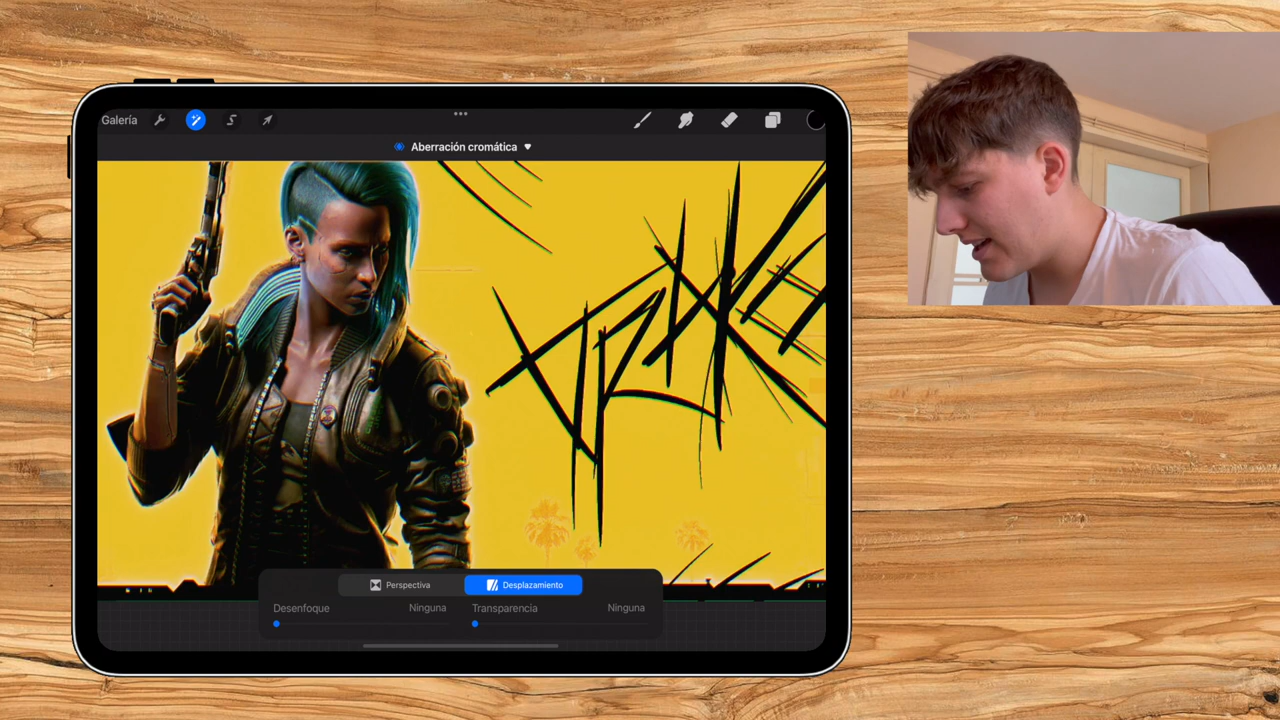 Galería
Aberración cromática
Perspectiva
Desplazamiento
Desenfoque Ninguna Transparencia Ninguna